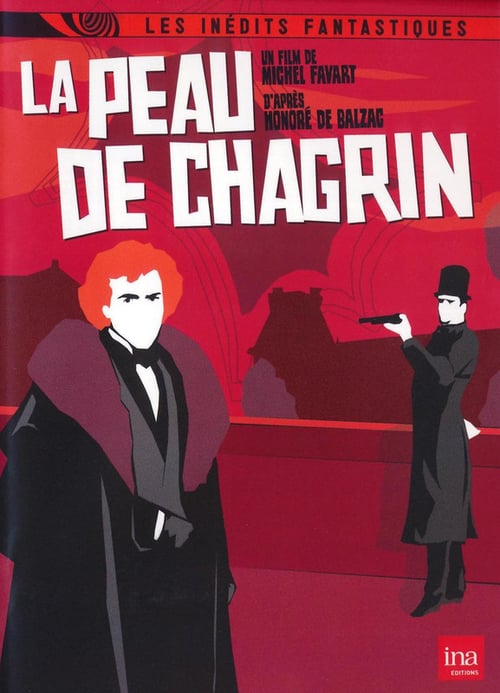 LES INÉDITS FANTASTIQUES
UN FILM DE
MICHEL FAVART
D'APRÈS
HONORÉ DE BALZAC
LA PEAU
DE CHAGRIN
ina
EDITIONS